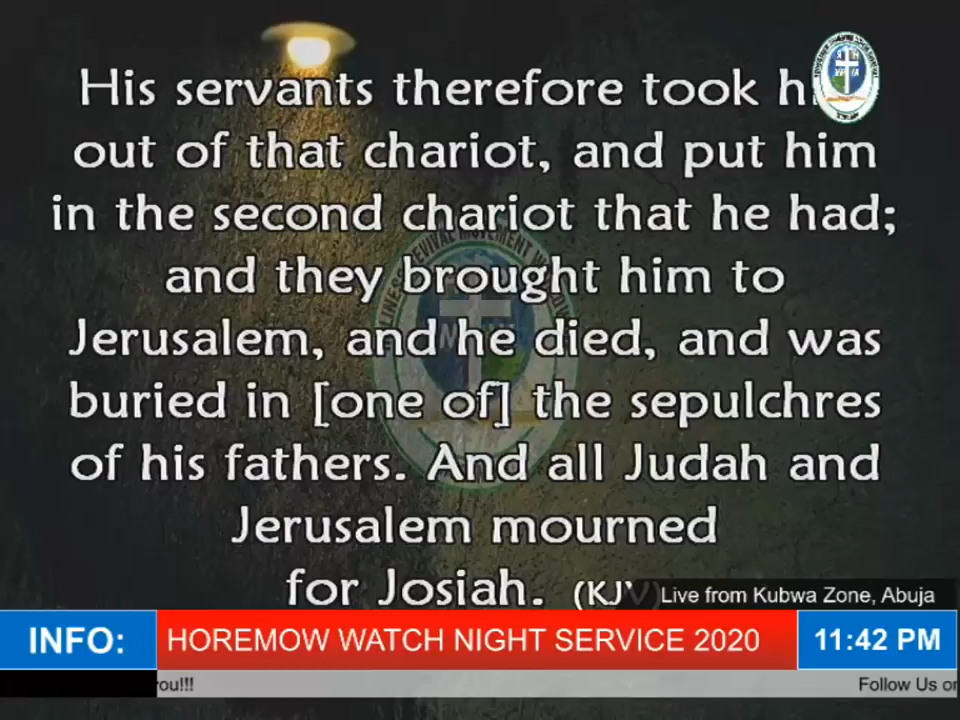 His servants therefore took
out of that chariot, and put him
in the second chariot that he had;
and they brought him to
Jerusalem, and he died, and was
buried in [one of] the sepulchres
of his fathers. And all Judah and
Jerusalem mourned
for Josiah. (KJV)
Live from Kubwa Zone, Abuja
INFO: HOREMOW WATCH NIGHT SERVICE 2020 11:42 PM
you!!! Follow Us on